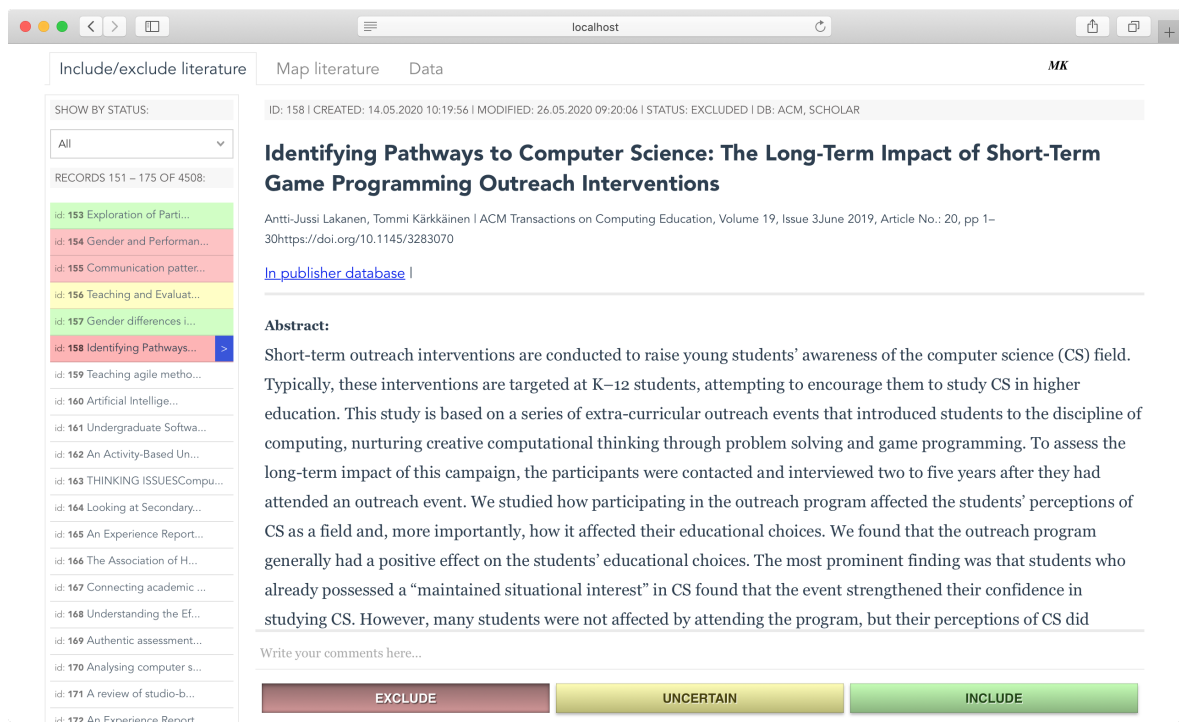 localhost
Include/exclude literature
Map literature
Data
MK
SHOW BY STATUS:
All
RECORDS 151 – 175 OF 4508:
id: 153 Exploration of Parti...
id: 154 Gender and Performan...
id: 155 Communication patter...
id: 156 Teaching and Evaluat...
id: 157 Gender differences i...
id: 158 Identifying Pathways... >
id: 159 Teaching agile metho...
id: 160 Artificial Intellige...
id: 161 Undergraduate Softwa...
id: 162 An Activity-Based Un...
id: 163 THINKING ISSUESCompu...
id: 164 Looking at Secondary...
id: 165 An Experience Report...
id: 166 The Association of H...
id: 167 Connecting academic ...
id: 168 Understanding the Ef...
id: 169 Authentic assessment...
id: 170 Analysing computer s...
id: 171 A review of studio-b...
id: 172 An Experience Report
ID: 158 | CREATED: 14.05.2020 10:19:56 | MODIFIED: 26.05.2020 09:20:06 | STATUS: EXCLUDED | DB: ACM, SCHOLAR
Identifying Pathways to Computer Science: The Long-Term Impact of Short-Term
Game Programming Outreach Interventions
Antti-Jussi Lakanen, Tommi Kärkkäinen | ACM Transactions on Computing Education, Volume 19, Issue 3June 2019, Article No.: 20, pp 1–
30https://doi.org/10.1145/3283070
In publisher database |
Abstract:
Short-term outreach interventions are conducted to raise young students’ awareness of the computer science (CS) field.
Typically, these interventions are targeted at K–12 students, attempting to encourage them to study CS in higher
education. This study is based on a series of extra-curricular outreach events that introduced students to the discipline of
computing, nurturing creative computational thinking through problem solving and game programming. To assess the
long-term impact of this campaign, the participants were contacted and interviewed two to five years after they had
attended an outreach event. We studied how participating in the outreach program affected the students’ perceptions of
CS as a field and, more importantly, how it affected their educational choices. We found that the outreach program
generally had a positive effect on the students’ educational choices. The most prominent finding was that students who
already possessed a “maintained situational interest” in CS found that the event strengthened their confidence in
studying CS. However, many students were not affected by attending the program, but their perceptions of CS did
Write your comments here...
EXCLUDE
UNCERTAIN
INCLUDE